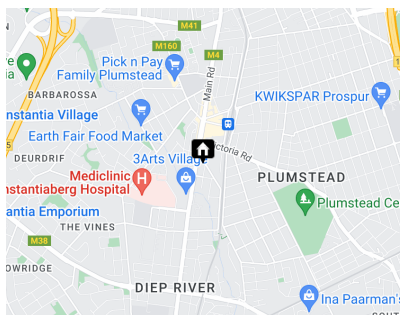 M41
M160
M4
Pick n Pay
Family Plumstead
Main Rd
BARBAROSSA
KWIKSPAR Prospur
nstantia Village
Earth Fair Food Market
DEURDRIF
3Arts Village
Victoria Rd
Mediclinic
nstantiaberg Hospital
H
PLUMSTEAD
antia Emporium
Plumstead Ce
THE VINES
M38
OWRIDGE
DIEP RIVER
Ina Paarman's